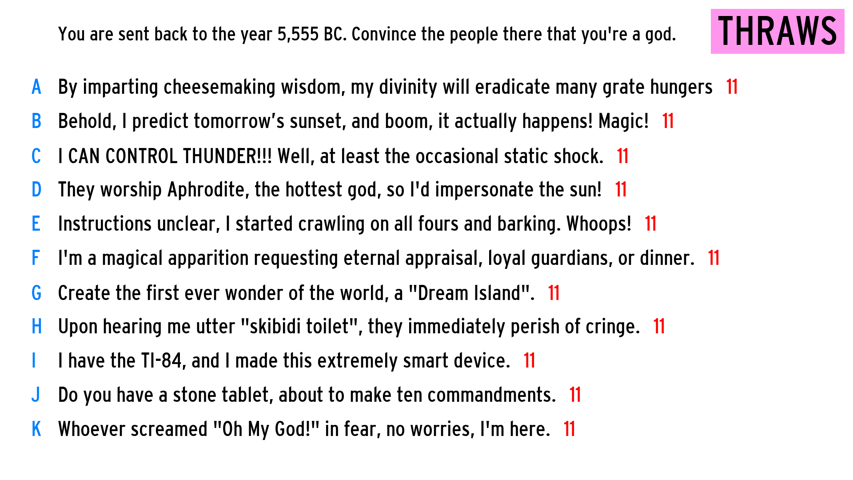 You are sent back to the year 5,555 BC. Convince the people there that you're a god. THRAWS
A By imparting cheesemaking wisdom, my divinity will eradicate many grate hungers 11
B Behold, I predict tomorrow’s sunset, and boom, it actually happens! Magic! 11
C I CAN CONTROL THUNDER!!! Well, at least the occasional static shock. 11
D They worship Aphrodite, the hottest god, so I'd impersonate the sun! 11
E Instructions unclear, I started crawling on all fours and barking. Whoops! 11
F I'm a magical apparition requesting eternal appraisal, loyal guardians, or dinner. 11
G Create the first ever wonder of the world, a "Dream Island". 11
H Upon hearing me utter "skibidi toilet", they immediately perish of cringe. 11
I I have the TI-84, and I made this extremely smart device. 11
J Do you have a stone tablet, about to make ten commandments. 11
K Whoever screamed "Oh My God!" in fear, no worries, I'm here. 11